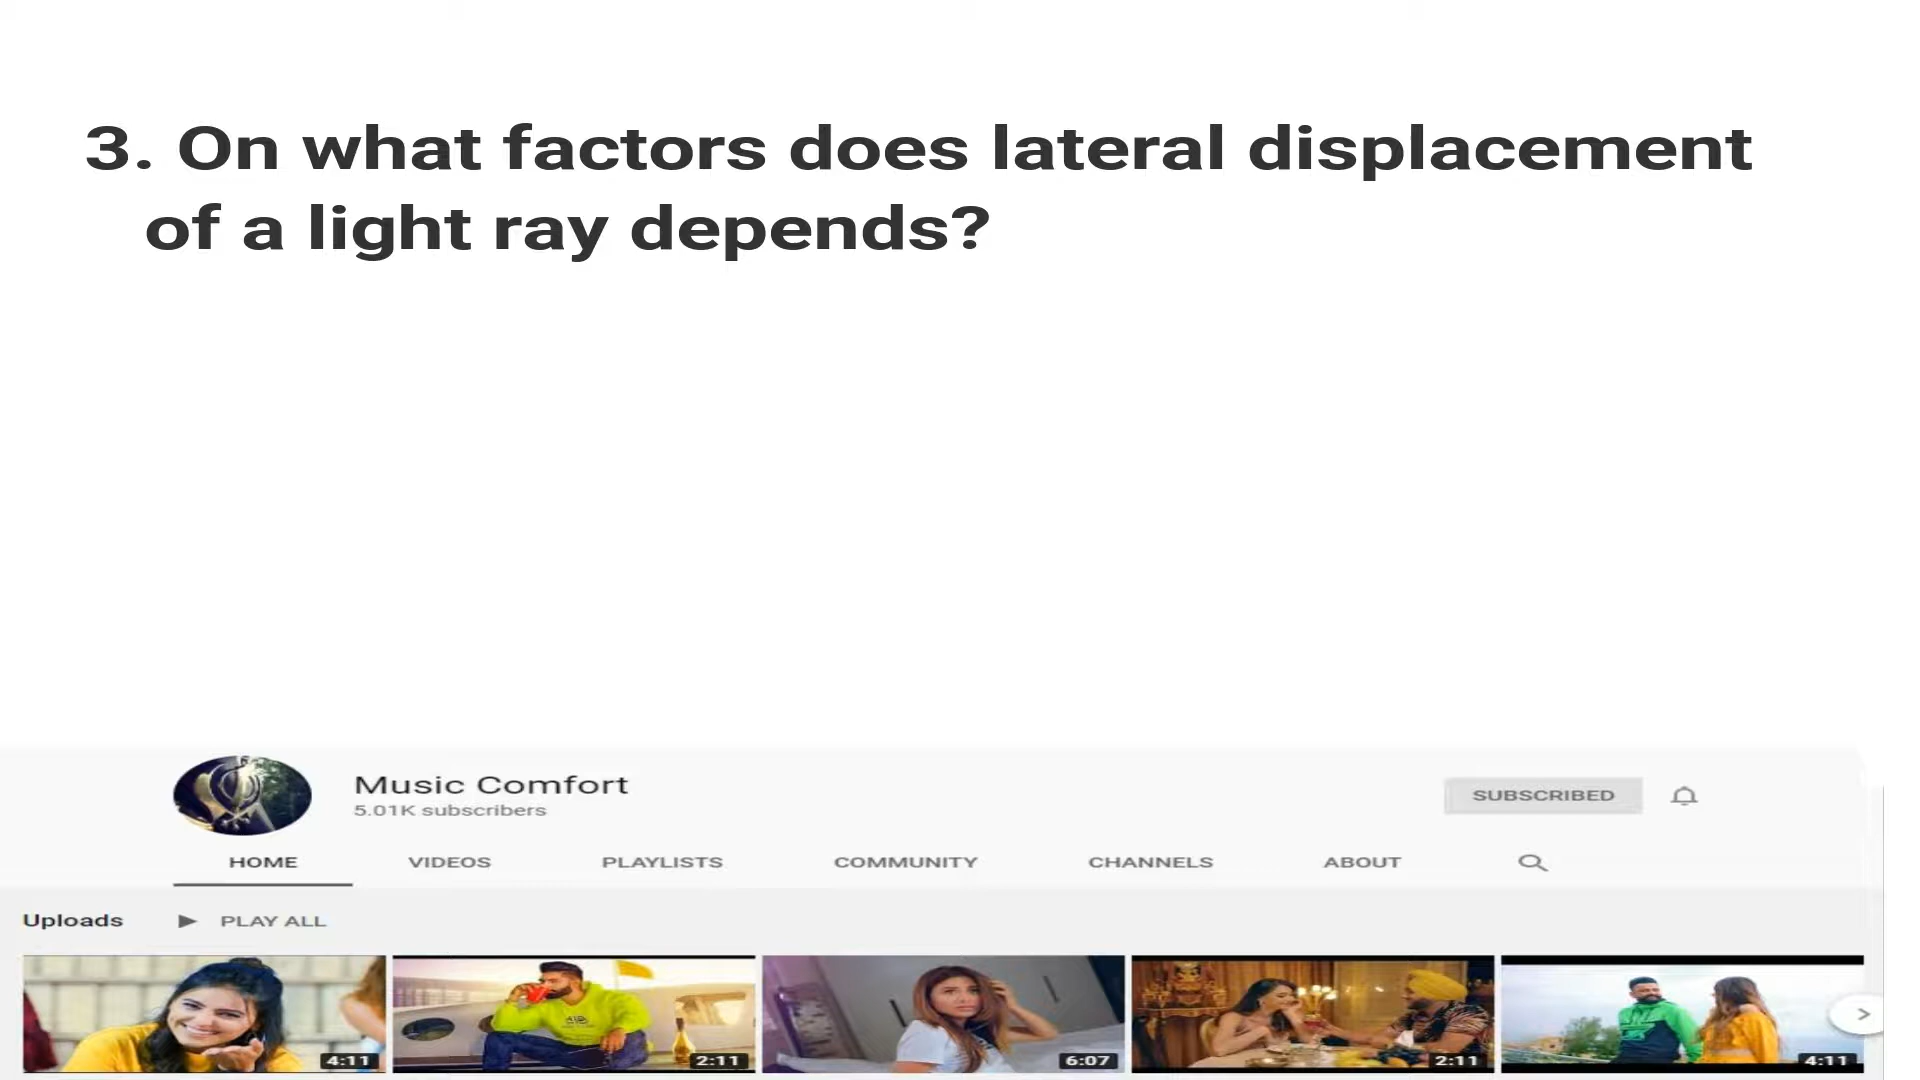 3. On what factors does lateral displacement
of a light ray depends?
Music Comfort
5.01K subscribers
SUBSCRIBED
HOME VIDEOS PLAYLISTS COMMUNITY CHANNELS ABOUT
Uploads PLAY ALL
4:11 2:11 6:07 2:11 4:11